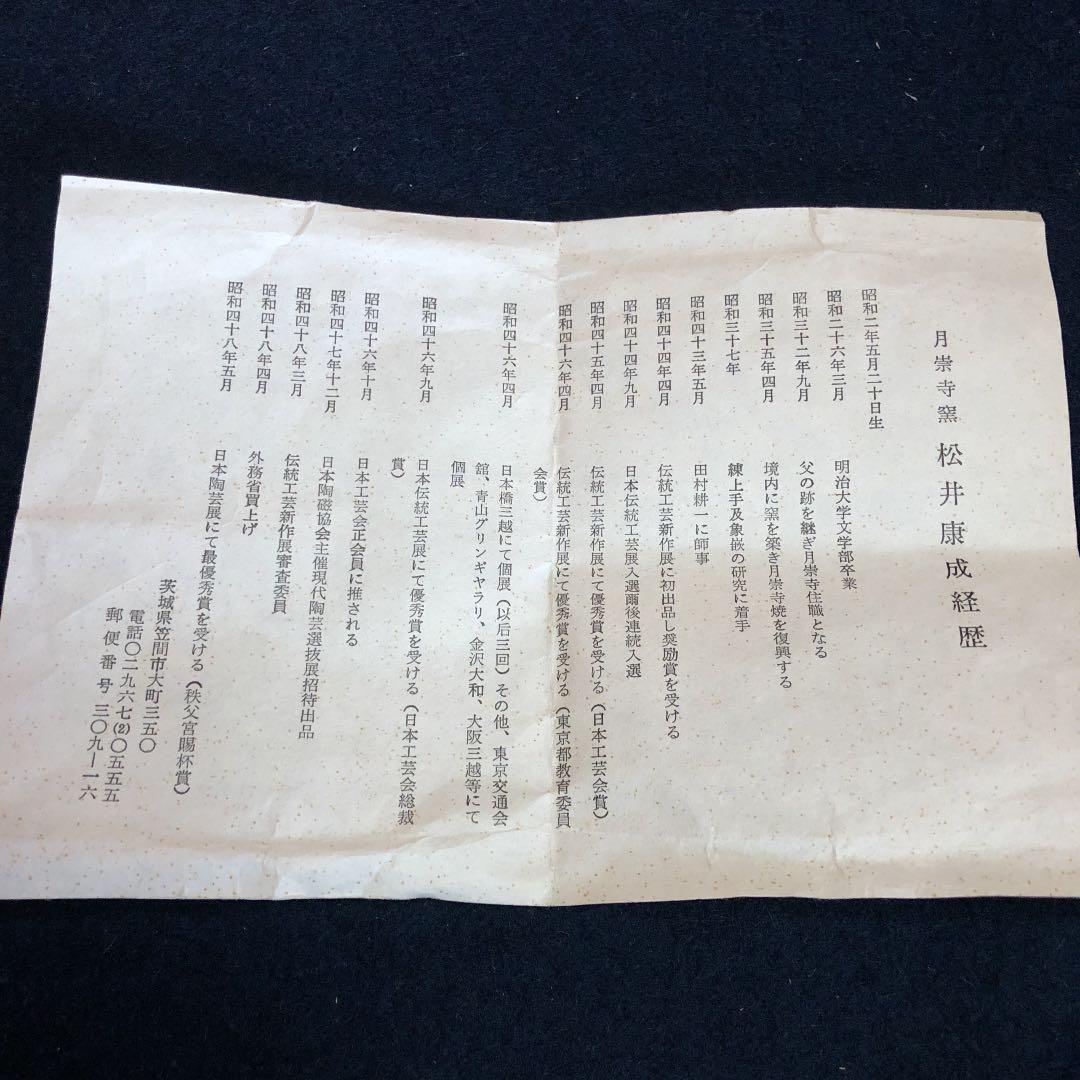 月崇寺窯　松井康成経歴
昭和二年五月二十日生
昭和二十六年三月　明治大学文学部卒業
昭和三十二年九月　父の跡を継ぎ月崇寺住職となる
昭和三十五年四月　境内に窯を築き月崇寺焼を復興する
昭和三十七年　練上手及象嵌の研究に着手
昭和四十三年五月　田村耕一に師事
昭和四十四年四月　伝統工芸新作展に初出品し奨励賞を受ける
昭和四十四年九月　日本伝統工芸展入選爾後連続入選
昭和四十五年四月　伝統工芸新作展にて優秀賞を受ける（日本工芸会賞）
昭和四十六年四月　伝統工芸新作展にて優秀賞を受ける（東京都教育委員
会賞）
昭和四十六年四月　日本橋三越にて個展（以后三回）その他、東京交通会
舘、青山グリンギヤラリ、金沢大和、大阪三越等にて
個展
昭和四十六年九月　日本伝統工芸展にて優秀賞を受ける（日本工芸会総裁
賞）
昭和四十六年十月　日本工芸会正会員に推される
昭和四十七年十二月　日本陶磁協会主催現代陶芸選抜展招待出品
昭和四十八年三月　伝統工芸新作展審査委員
昭和四十八年四月　外務省買上げ
昭和四十八年五月　日本陶芸展にて最優秀賞を受ける（秩父宮賜杯賞）
茨城県笠間市大町三五〇
電話〇二九六七(2)〇五五五
郵便番号三〇九ー一六